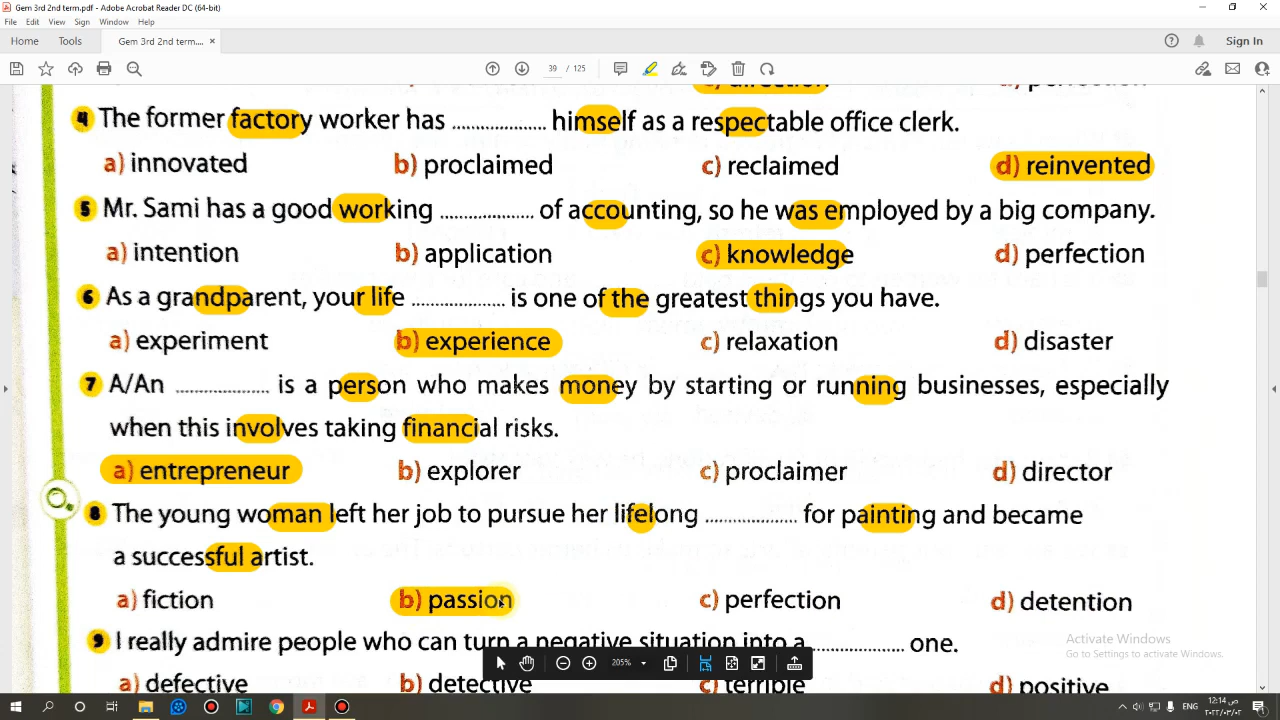 Gem 3rd 2nd term.pdf - Adobe Acrobat Reader DC (64-bit)
File Edit View Sign Window Help
Home Tools Gem 3rd 2nd term.... × Sign In
39 / 125
4 The former factory worker has .................... himself as a respectable office clerk.
a) innovated b) proclaimed c) reclaimed d) reinvented
5 Mr. Sami has a good working .................... of accounting, so he was employed by a big company.
a) intention b) application c) knowledge d) perfection
6 As a grandparent, your life .................... is one of the greatest things you have.
a) experiment b) experience c) relaxation d) disaster
7 A/An .................... is a person who makes money by starting or running businesses, especially
when this involves taking financial risks.
a) entrepreneur b) explorer c) proclaimer d) director
8 The young woman left her job to pursue her lifelong .................... for painting and became
a successful artist.
a) fiction b) passion c) perfection d) detention
9 I really admire people who can turn a negative situation into a .................... one.
a) defective b) detective c) terrible d) positive
205%
Activate Windows
Go to Settings to activate Windows.
ENG 12:14 ص
٢٠٢٢/٠٢/٠٢